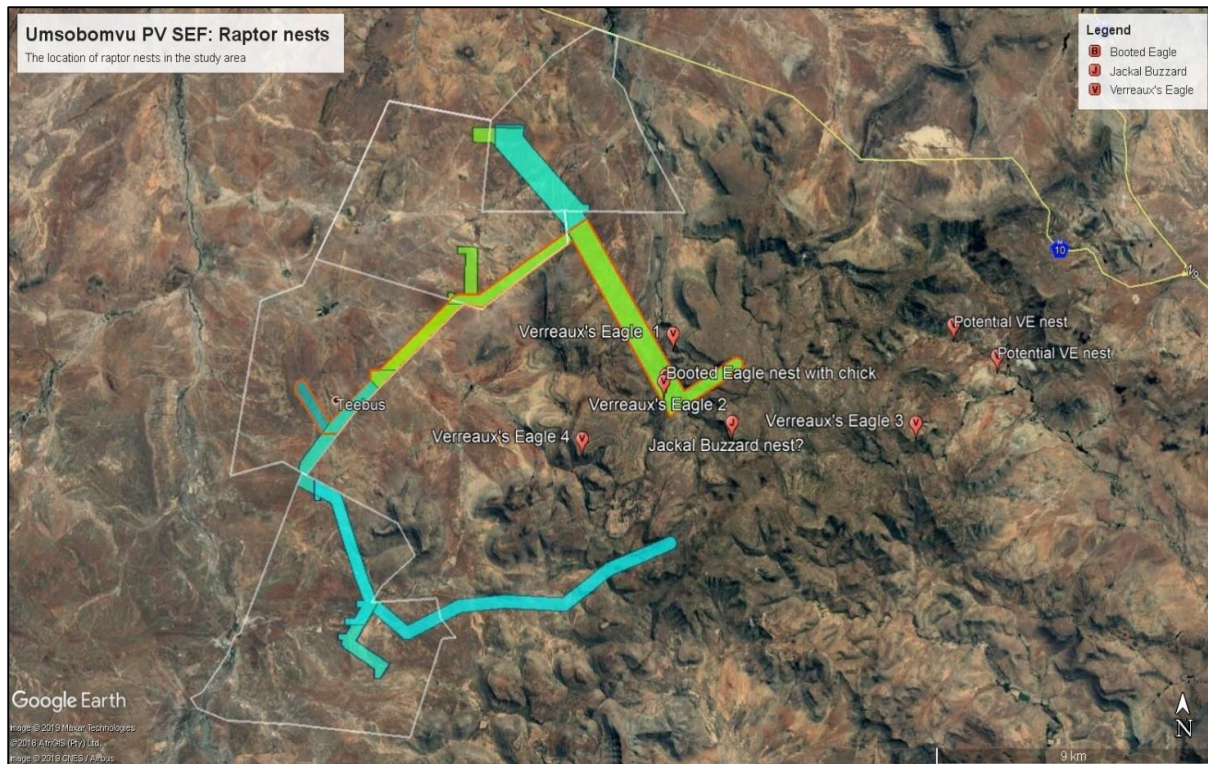 Umsobomvu PV SEF: Raptor nests
The location of raptor nests in the study area
Legend
B Booted Eagle
J Jackal Buzzard
V Verreaux's Eagle
10
Verreaux's Eagle 1
V
Potential VE nest
Potential VE nest
Booted Eagle nest with chick
Teebus
Verreaux's Eagle 2
Verreaux's Eagle 4
V
J
Jackal Buzzard nest?
Verreaux's Eagle 3
V
Google Earth
Image © 2019 Maxar Technologies
© 2018 AfriGIS (Pty) Ltd.
Image © 2019 CNES / Airbus
N
9 km